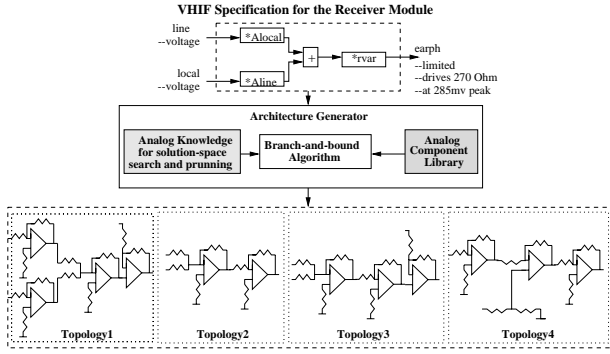 VHIF Specification for the Receiver Module
line
--voltage
*Alocal
+
*rvar
earph
--limited
--drives 270 Ohm
--at 285mv peak
local
--voltage
*Aline
Architecture Generator
Analog Knowledge
for solution-space
search and prunning
Branch-and-bound
Algorithm
Analog
Component
Library
Topology1
Topology2
Topology3
Topology4